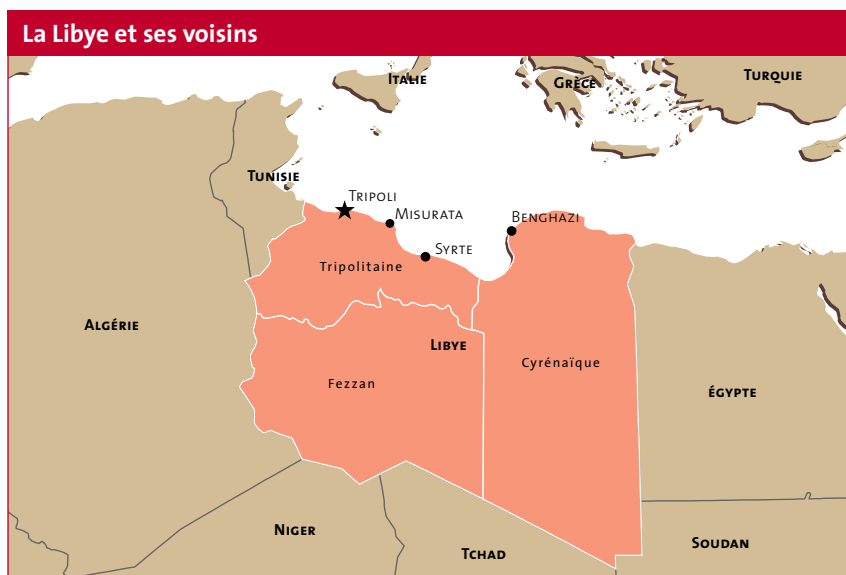 La Libye et ses voisins
ITALIE
GRÈCE
TURQUIE
TUNISIE
TRIPOLI
MISURATA
BENGHAZI
SYRTE
Tripolitaine
ALGÉRIE
LIBYE
Cyrénaïque
Fezzan
ÉGYPTE
NIGER
TCHAD
SOUDAN